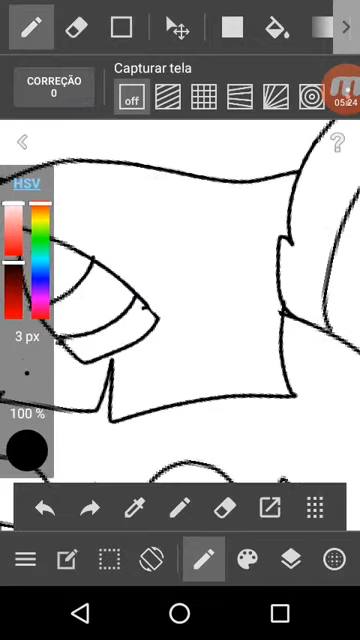 Capturar tela
CORREÇÃO
0
off
05:24
HSV
3 px
100 %